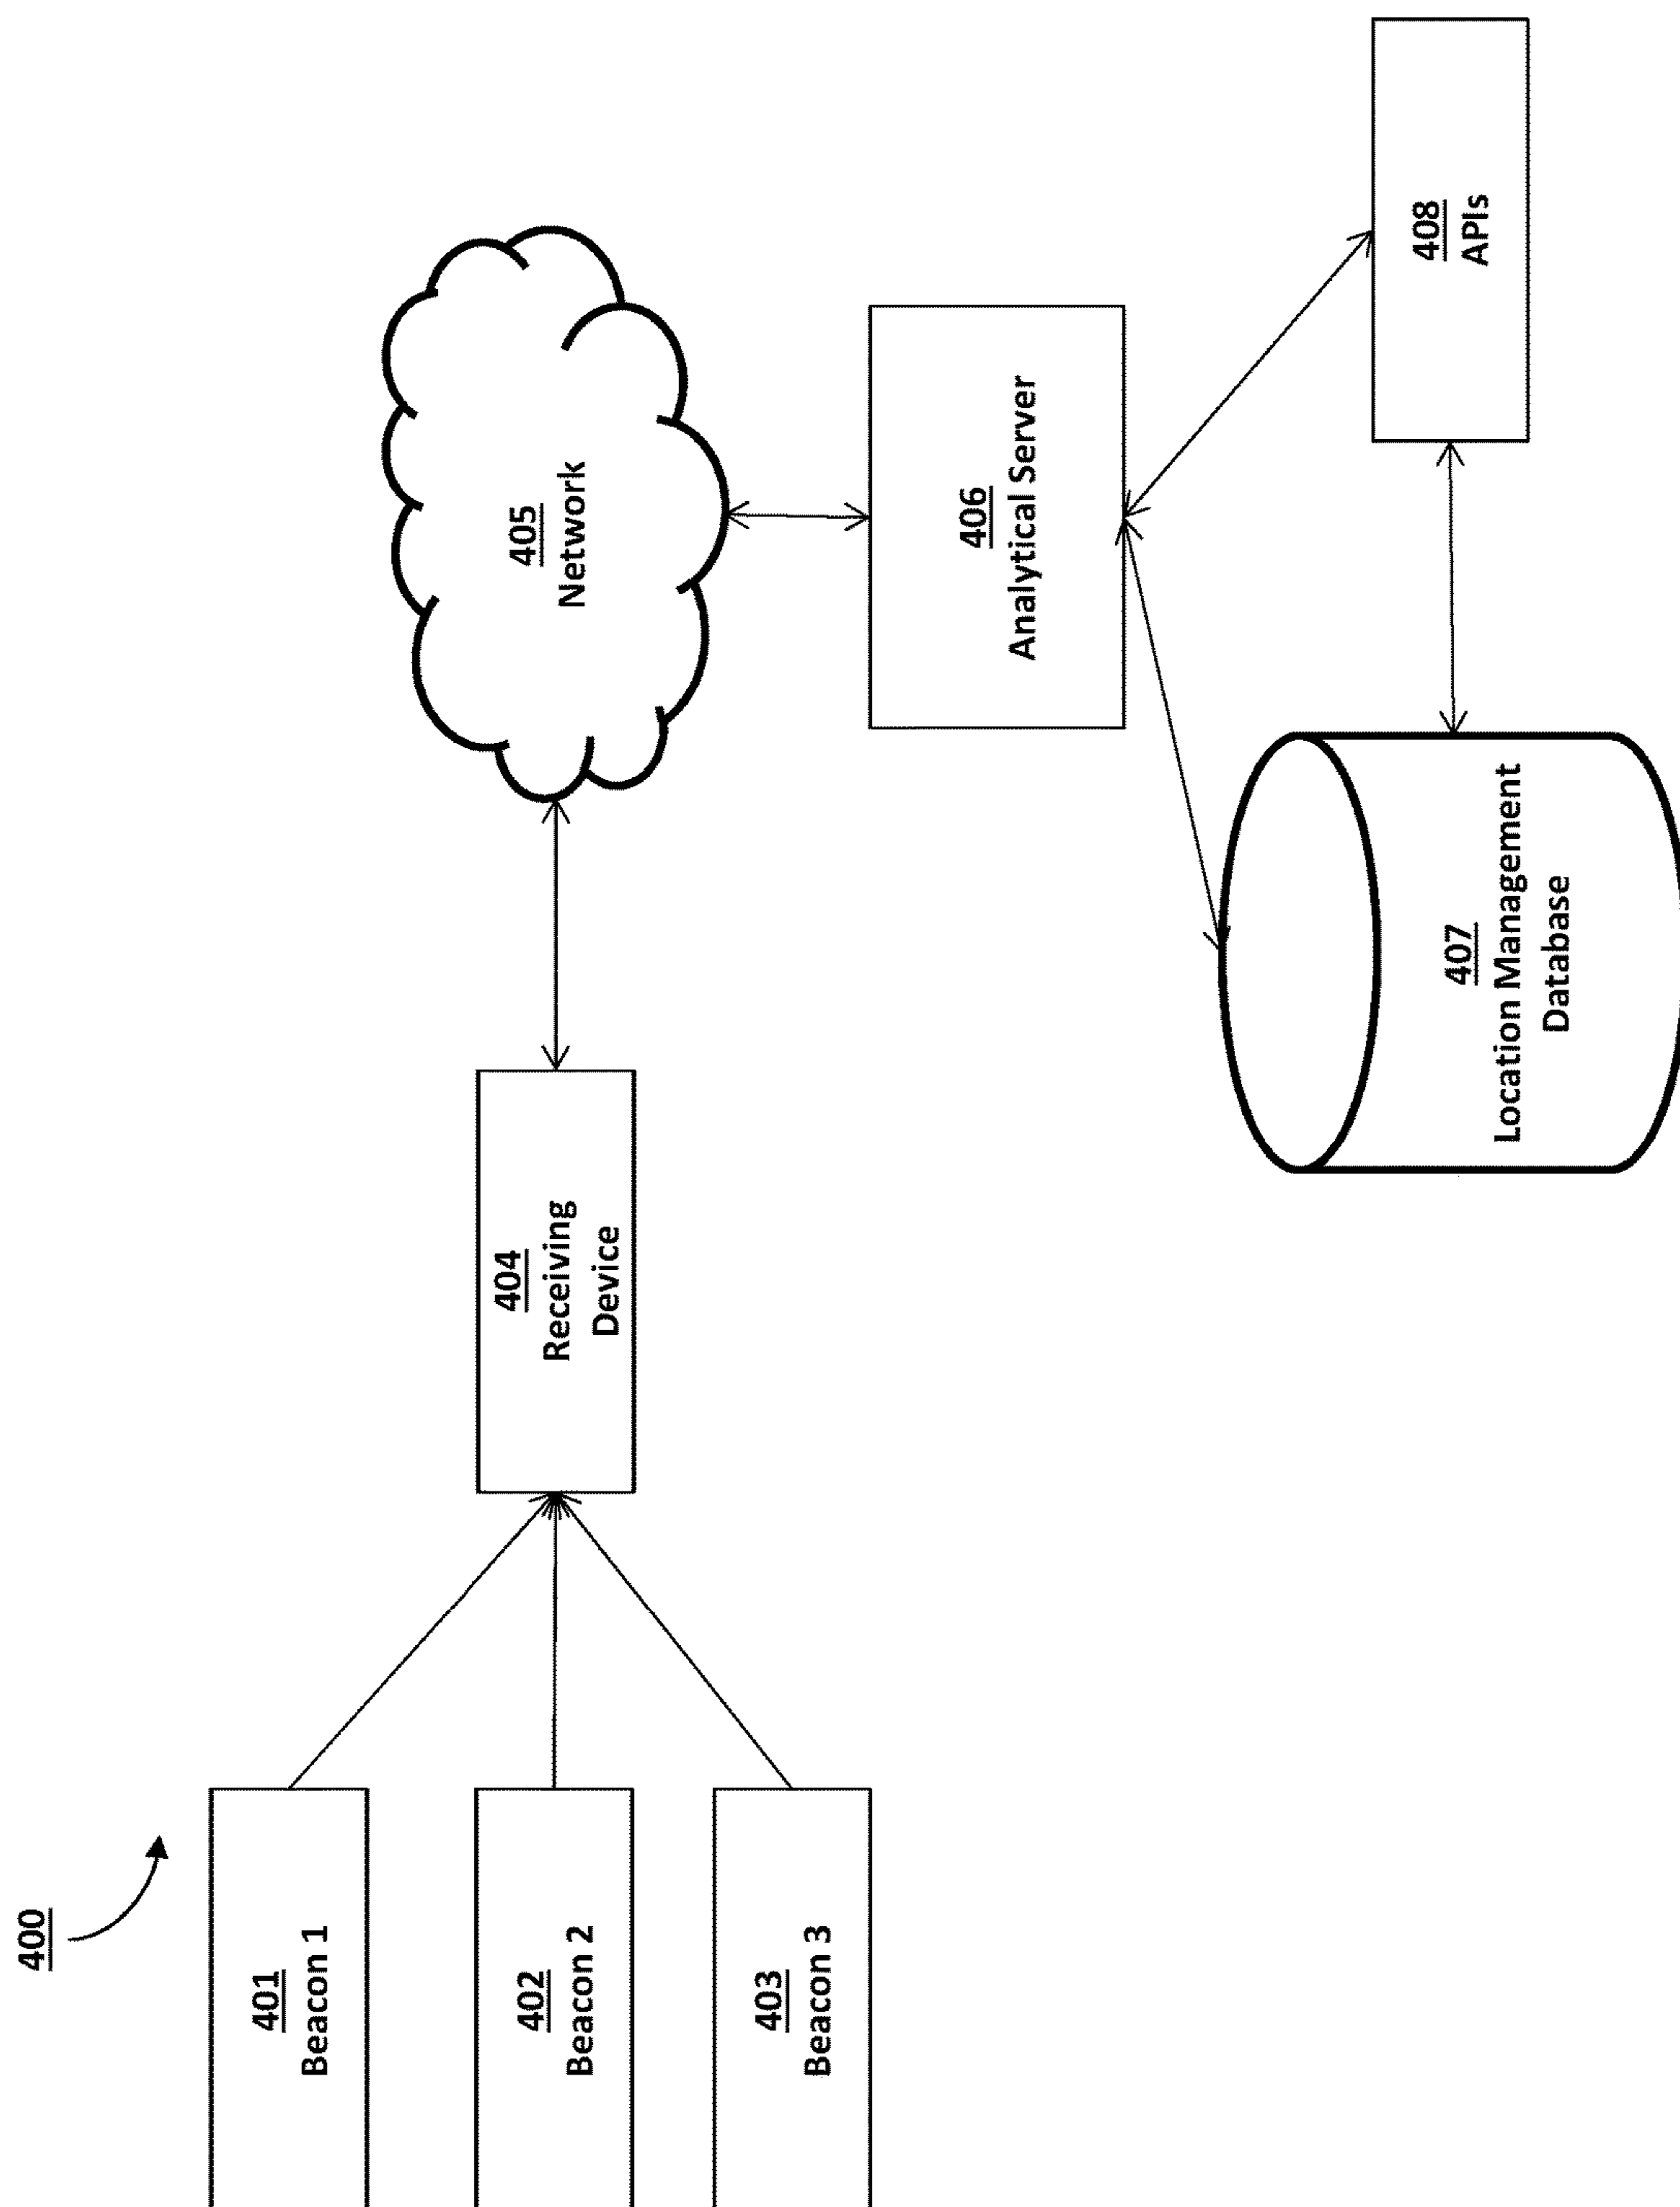 400
401
Beacon 1
402
Beacon 2
403
Beacon 3
404
Receiving
Device
405
Network
406
Analytical Server
407
Location Management
Database
408
APIs